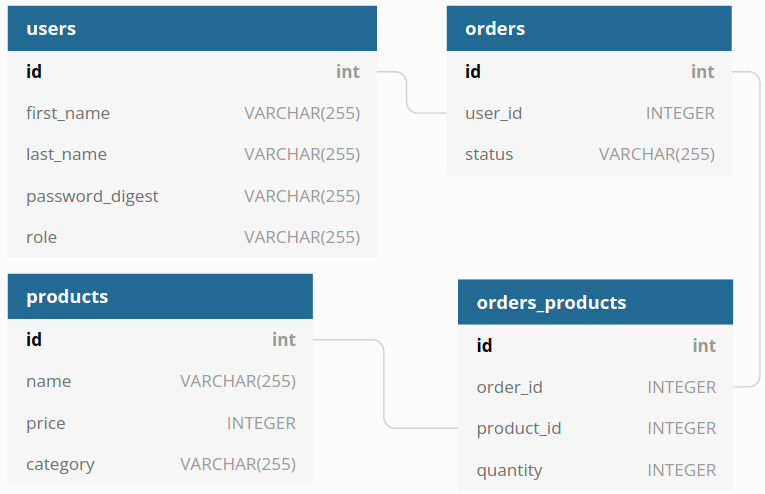 users
id int
first_name VARCHAR(255)
last_name VARCHAR(255)
password_digest VARCHAR(255)
role VARCHAR(255)
orders
id int
user_id INTEGER
status VARCHAR(255)
products
id int
name VARCHAR(255)
price INTEGER
category VARCHAR(255)
orders_products
id int
order_id INTEGER
product_id INTEGER
quantity INTEGER